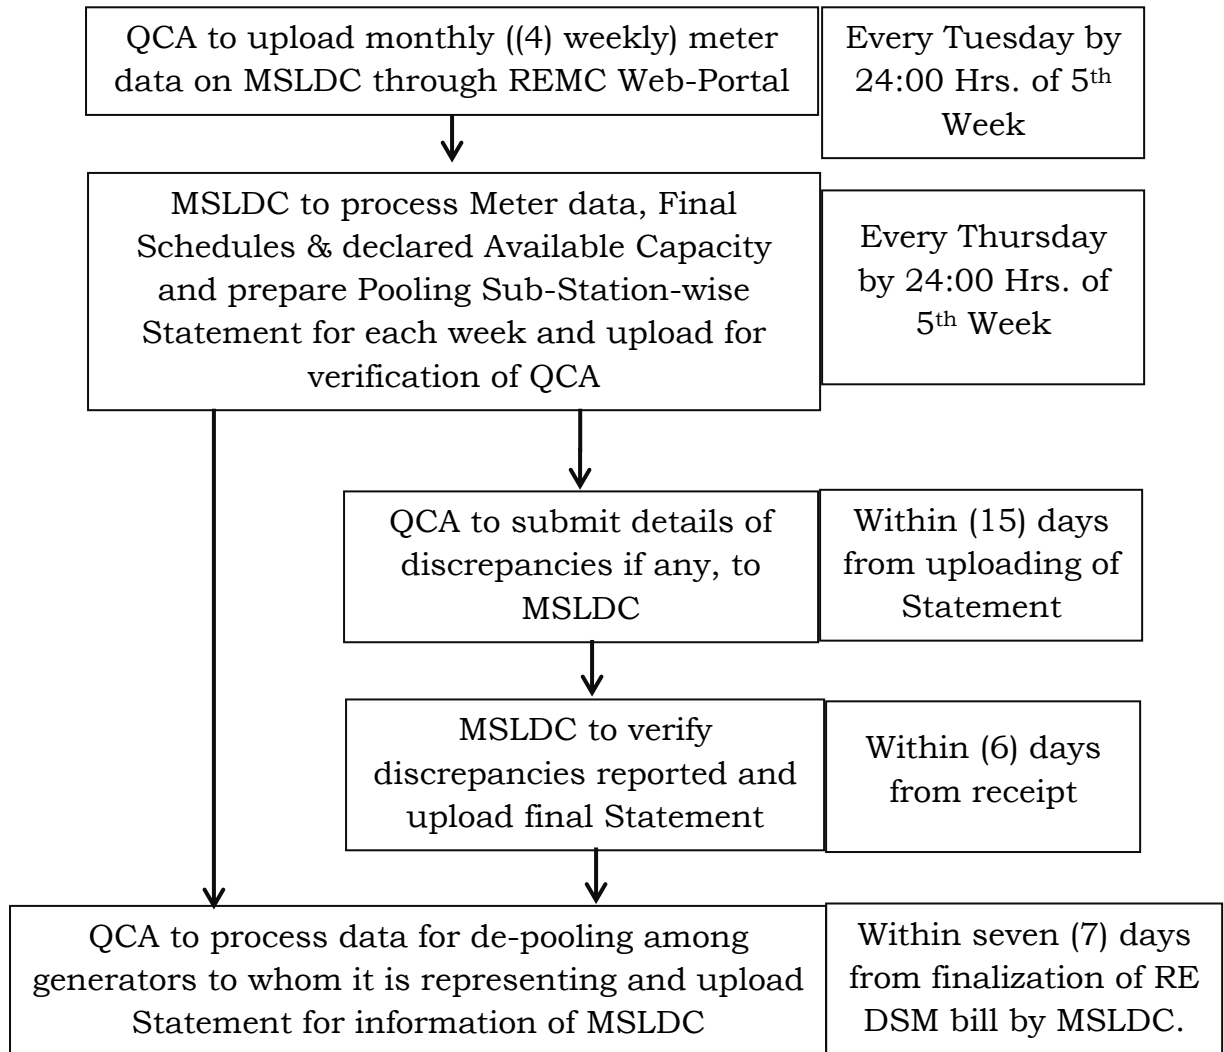 QCA to upload monthly ((4) weekly) meter
data on MSLDC through REMC Web-Portal
Every Tuesday by
24:00 Hrs. of 5th
Week
MSLDC to process Meter data, Final
Schedules & declared Available Capacity
and prepare Pooling Sub-Station-wise
Statement for each week and upload for
verification of QCA
Every Thursday
by 24:00 Hrs. of
5th Week
QCA to submit details of
discrepancies if any, to
MSLDC
Within (15) days
from uploading of
Statement
MSLDC to verify
discrepancies reported and
upload final Statement
Within (6) days
from receipt
QCA to process data for de-pooling among
generators to whom it is representing and upload
Statement for information of MSLDC
Within seven (7) days
from finalization of RE
DSM bill by MSLDC.